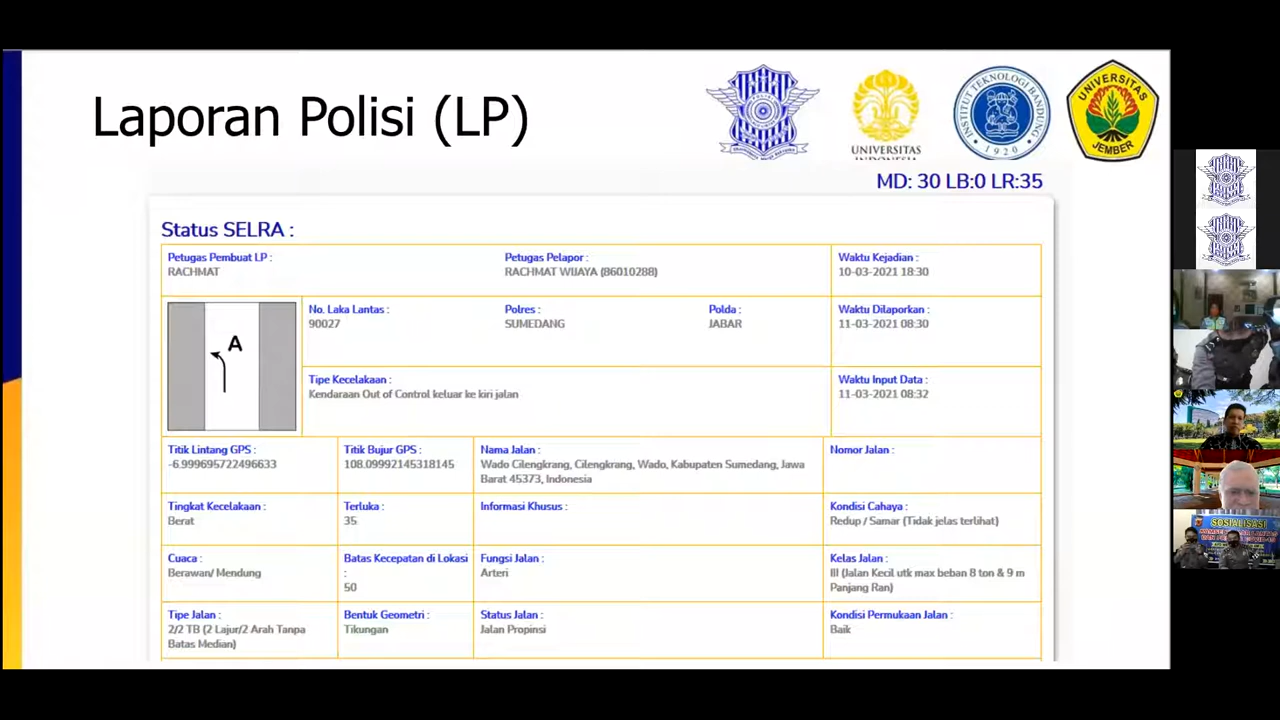 Laporan Polisi (LP)
UNIVERSITAS
INDONESIA
INSTITUT TEKNOLOGI BANDUNG
1920
UNIVERSITAS
JEMBER
MD: 30 LB:0 LR:35
Status SELRA :
Petugas Pembuat LP :
RACHMAT
Petugas Pelapor :
RACHMAT WIJAYA (86010288)
Waktu Kejadian :
10-03-2021 18:30
A
No. Laka Lantas :
90027
Polres :
SUMEDANG
Polda :
JABAR
Waktu Dilaporkan :
11-03-2021 08:30
Tipe Kecelakaan :
Kendaraan Out of Control keluar ke kiri jalan
Waktu Input Data :
11-03-2021 08:32
Titik Lintang GPS :
-6.999695722496633
Titik Bujur GPS :
108.09992145318145
Nama Jalan :
Wado Cilengkrang, Cilengkrang, Wado, Kabupaten Sumedang, Jawa
Barat 45373, Indonesia
Nomor Jalan :
Tingkat Kecelakaan :
Berat
Terluka :
35
Informasi Khusus :
Kondisi Cahaya :
Redup / Samar (Tidak jelas terlihat)
Cuaca :
Berawan/ Mendung
Batas Kecepatan di Lokasi
:
50
Fungsi Jalan :
Arteri
Kelas Jalan :
III (Jalan Kecil utk max beban 8 ton & 9 m
Panjang Ran)
Tipe Jalan :
2/2 TB (2 Lajur/2 Arah Tanpa
Batas Median)
Bentuk Geometri :
Tikungan
Status Jalan :
Jalan Propinsi
Kondisi Permukaan Jalan :
Baik
SOSIALISASI